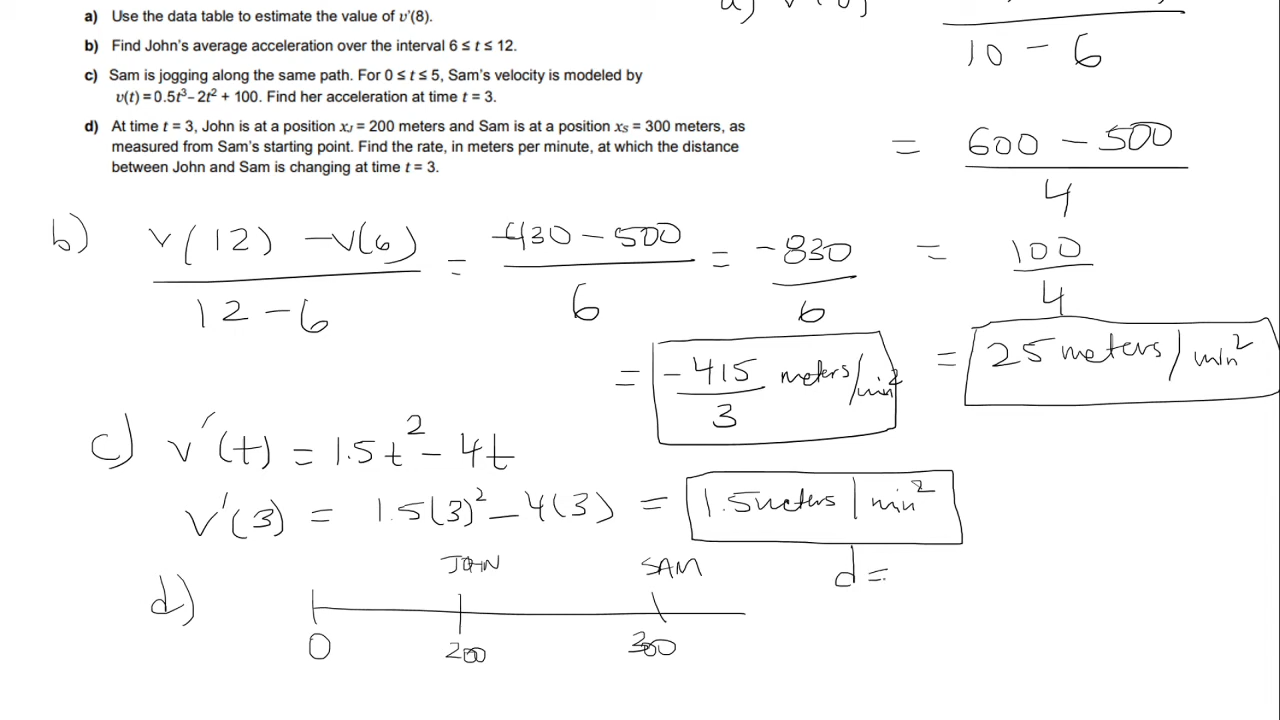 a) Use the data table to estimate the value of v'(8).
b) Find John's average acceleration over the interval 6 ≤ t ≤ 12.
c) Sam is jogging along the same path. For 0 ≤ t ≤ 5, Sam's velocity is modeled by
v(t) = 0.5t³ – 2t² + 100. Find her acceleration at time t = 3.
d) At time t = 3, John is at a position xJ = 200 meters and Sam is at a position xS = 300 meters, as
measured from Sam's starting point. Find the rate, in meters per minute, at which the distance
between John and Sam is changing at time t = 3.
10 - 6
= 600 - 500
4
= 100
4
= 25 meters/min²
b) v(12) - v(6) = -430 - 500 = -830
12 - 6 6 6
= -415 meters/min²
3
c) v'(t) = 1.5t² - 4t
v'(3) = 1.5(3)² - 4(3) = 1.5 meters/min²
d) JOHN SAM d =
0 200 300